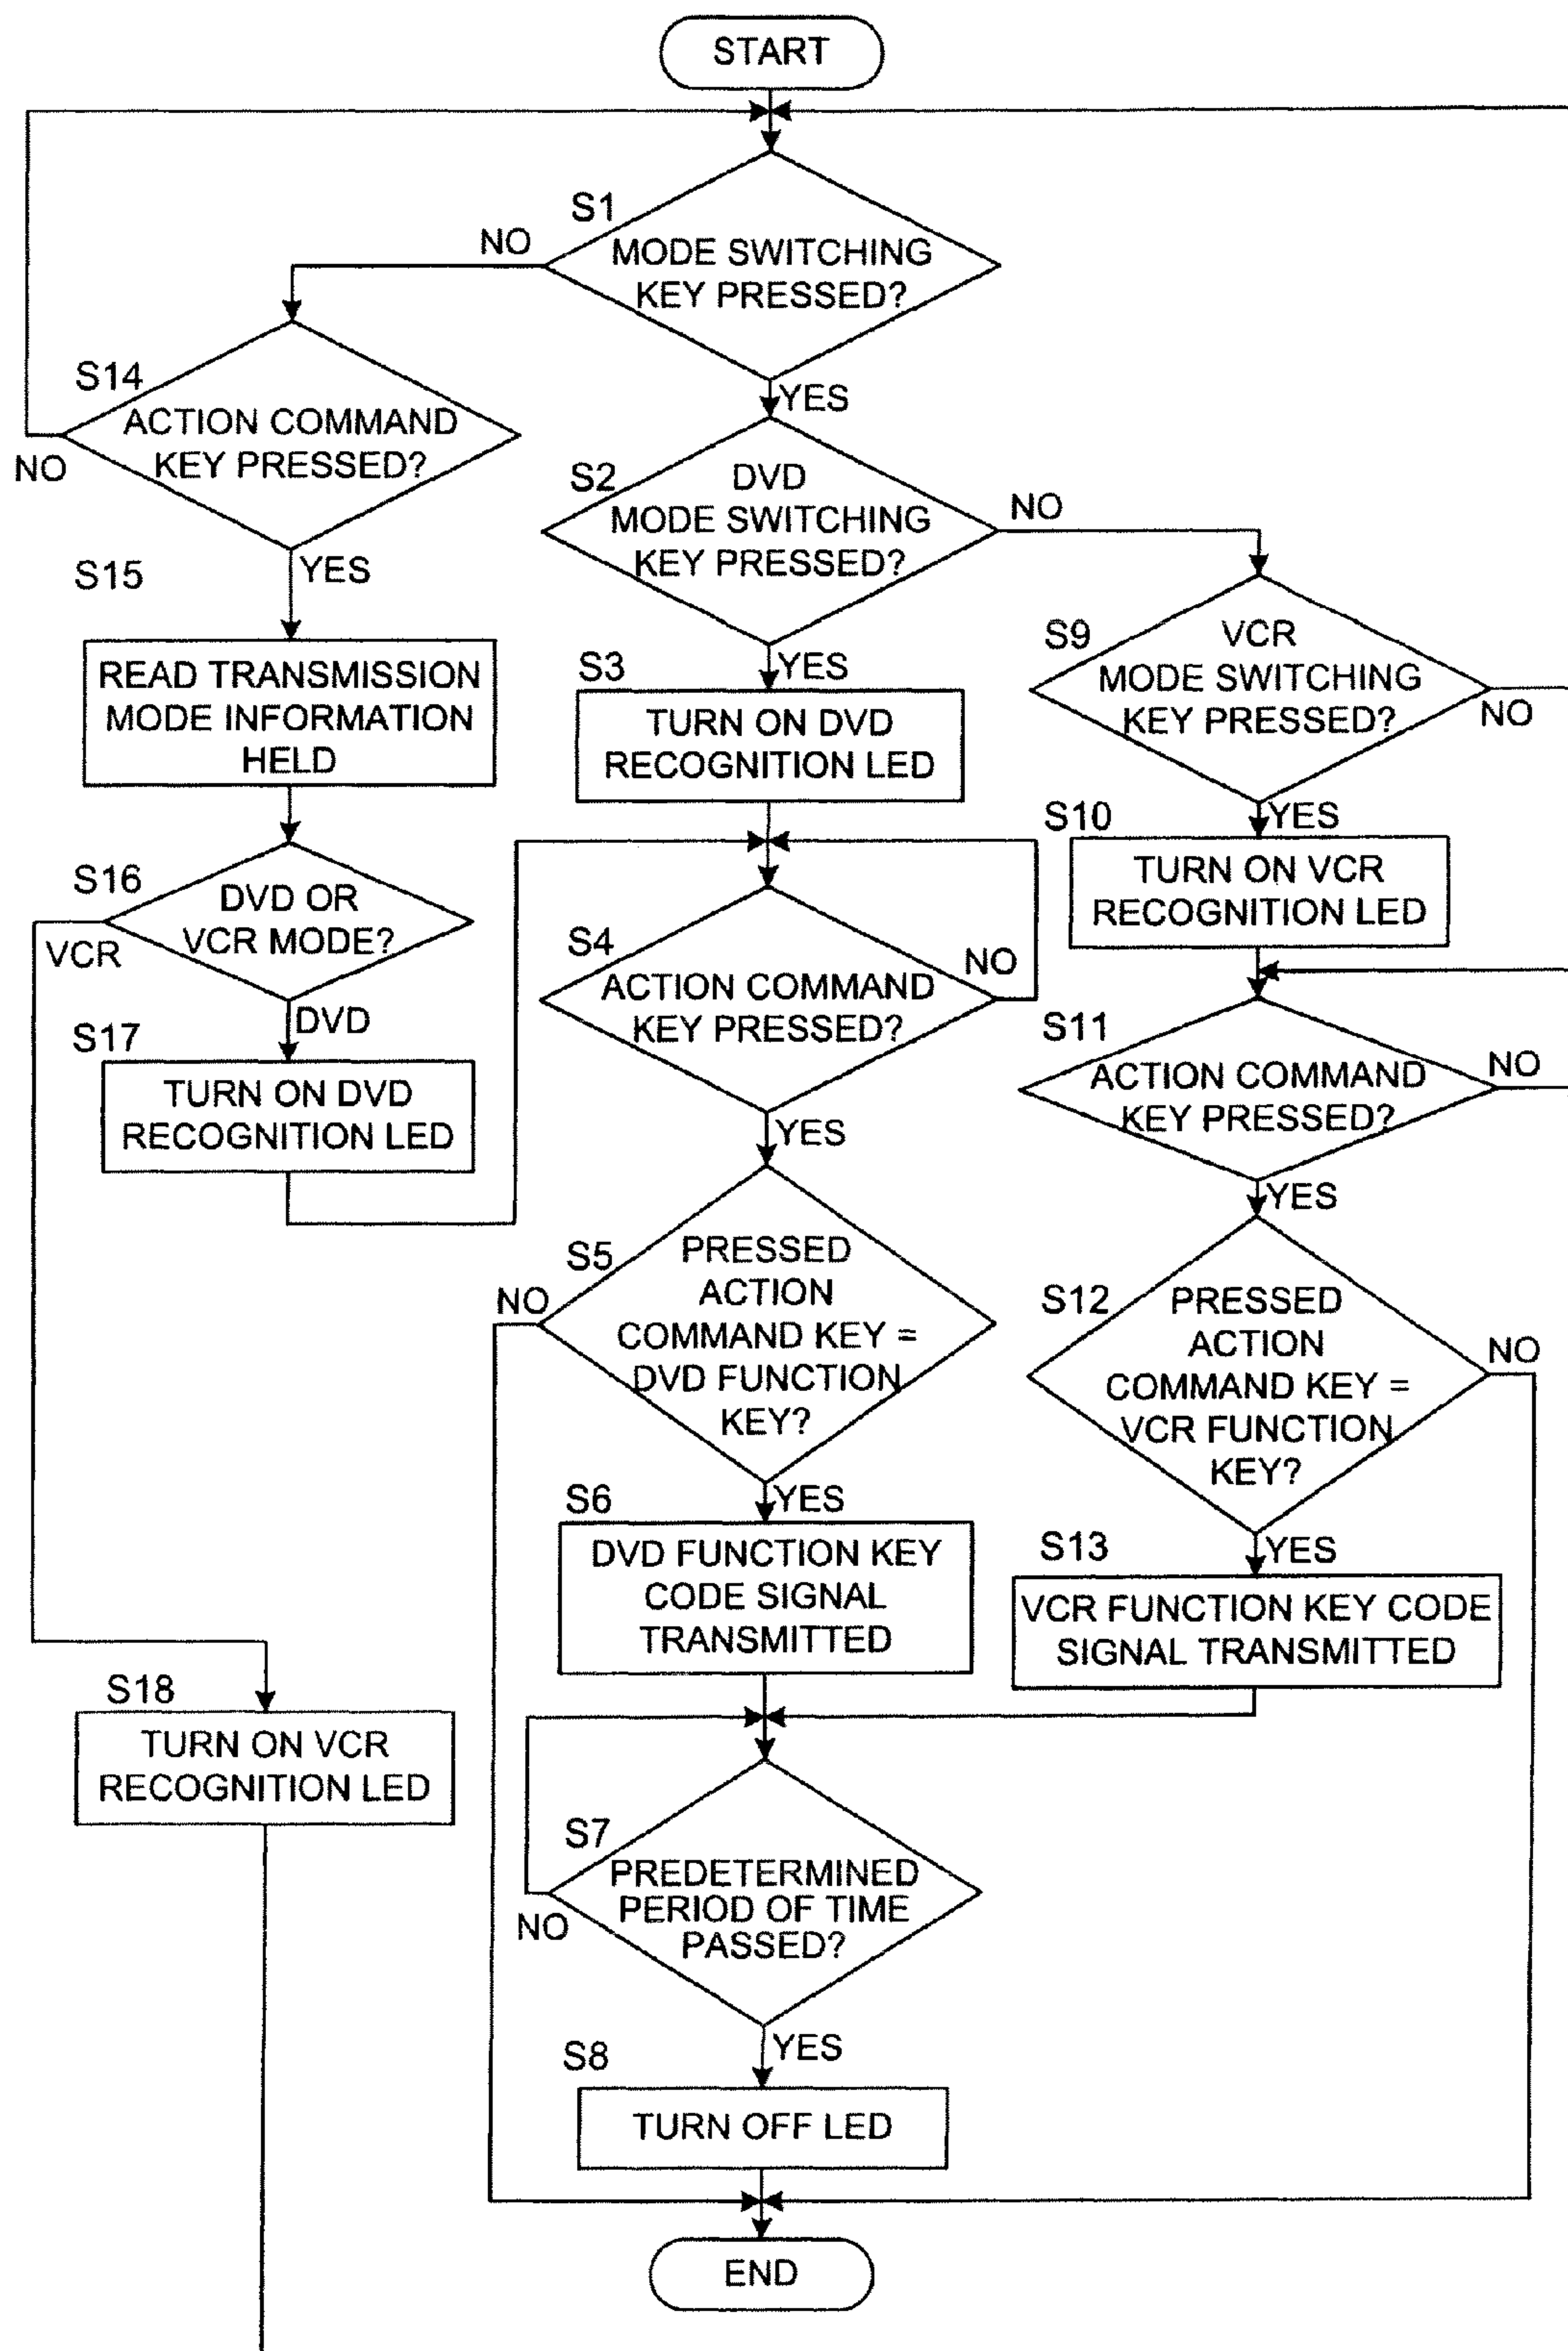 START
S1
MODE SWITCHING
KEY PRESSED?
NO
YES
S14
ACTION COMMAND
KEY PRESSED?
NO
YES
S2
DVD
MODE SWITCHING
KEY PRESSED?
NO
YES
S15
READ TRANSMISSION
MODE INFORMATION
HELD
S3
TURN ON DVD
RECOGNITION LED
S9
VCR
MODE SWITCHING
KEY PRESSED?
NO
YES
S10
TURN ON VCR
RECOGNITION LED
S16
DVD OR
VCR MODE?
VCR
DVD
S17
TURN ON DVD
RECOGNITION LED
S4
ACTION COMMAND
KEY PRESSED?
NO
YES
S11
ACTION COMMAND
KEY PRESSED?
NO
YES
S5
PRESSED
ACTION
COMMAND KEY =
DVD FUNCTION
KEY?
NO
YES
S12
PRESSED
ACTION
COMMAND KEY =
VCR FUNCTION
KEY?
NO
YES
S6
DVD FUNCTION KEY
CODE SIGNAL
TRANSMITTED
S13
VCR FUNCTION KEY CODE
SIGNAL TRANSMITTED
S18
TURN ON VCR
RECOGNITION LED
S7
PREDETERMINED
PERIOD OF TIME
PASSED?
NO
YES
S8
TURN OFF LED
END